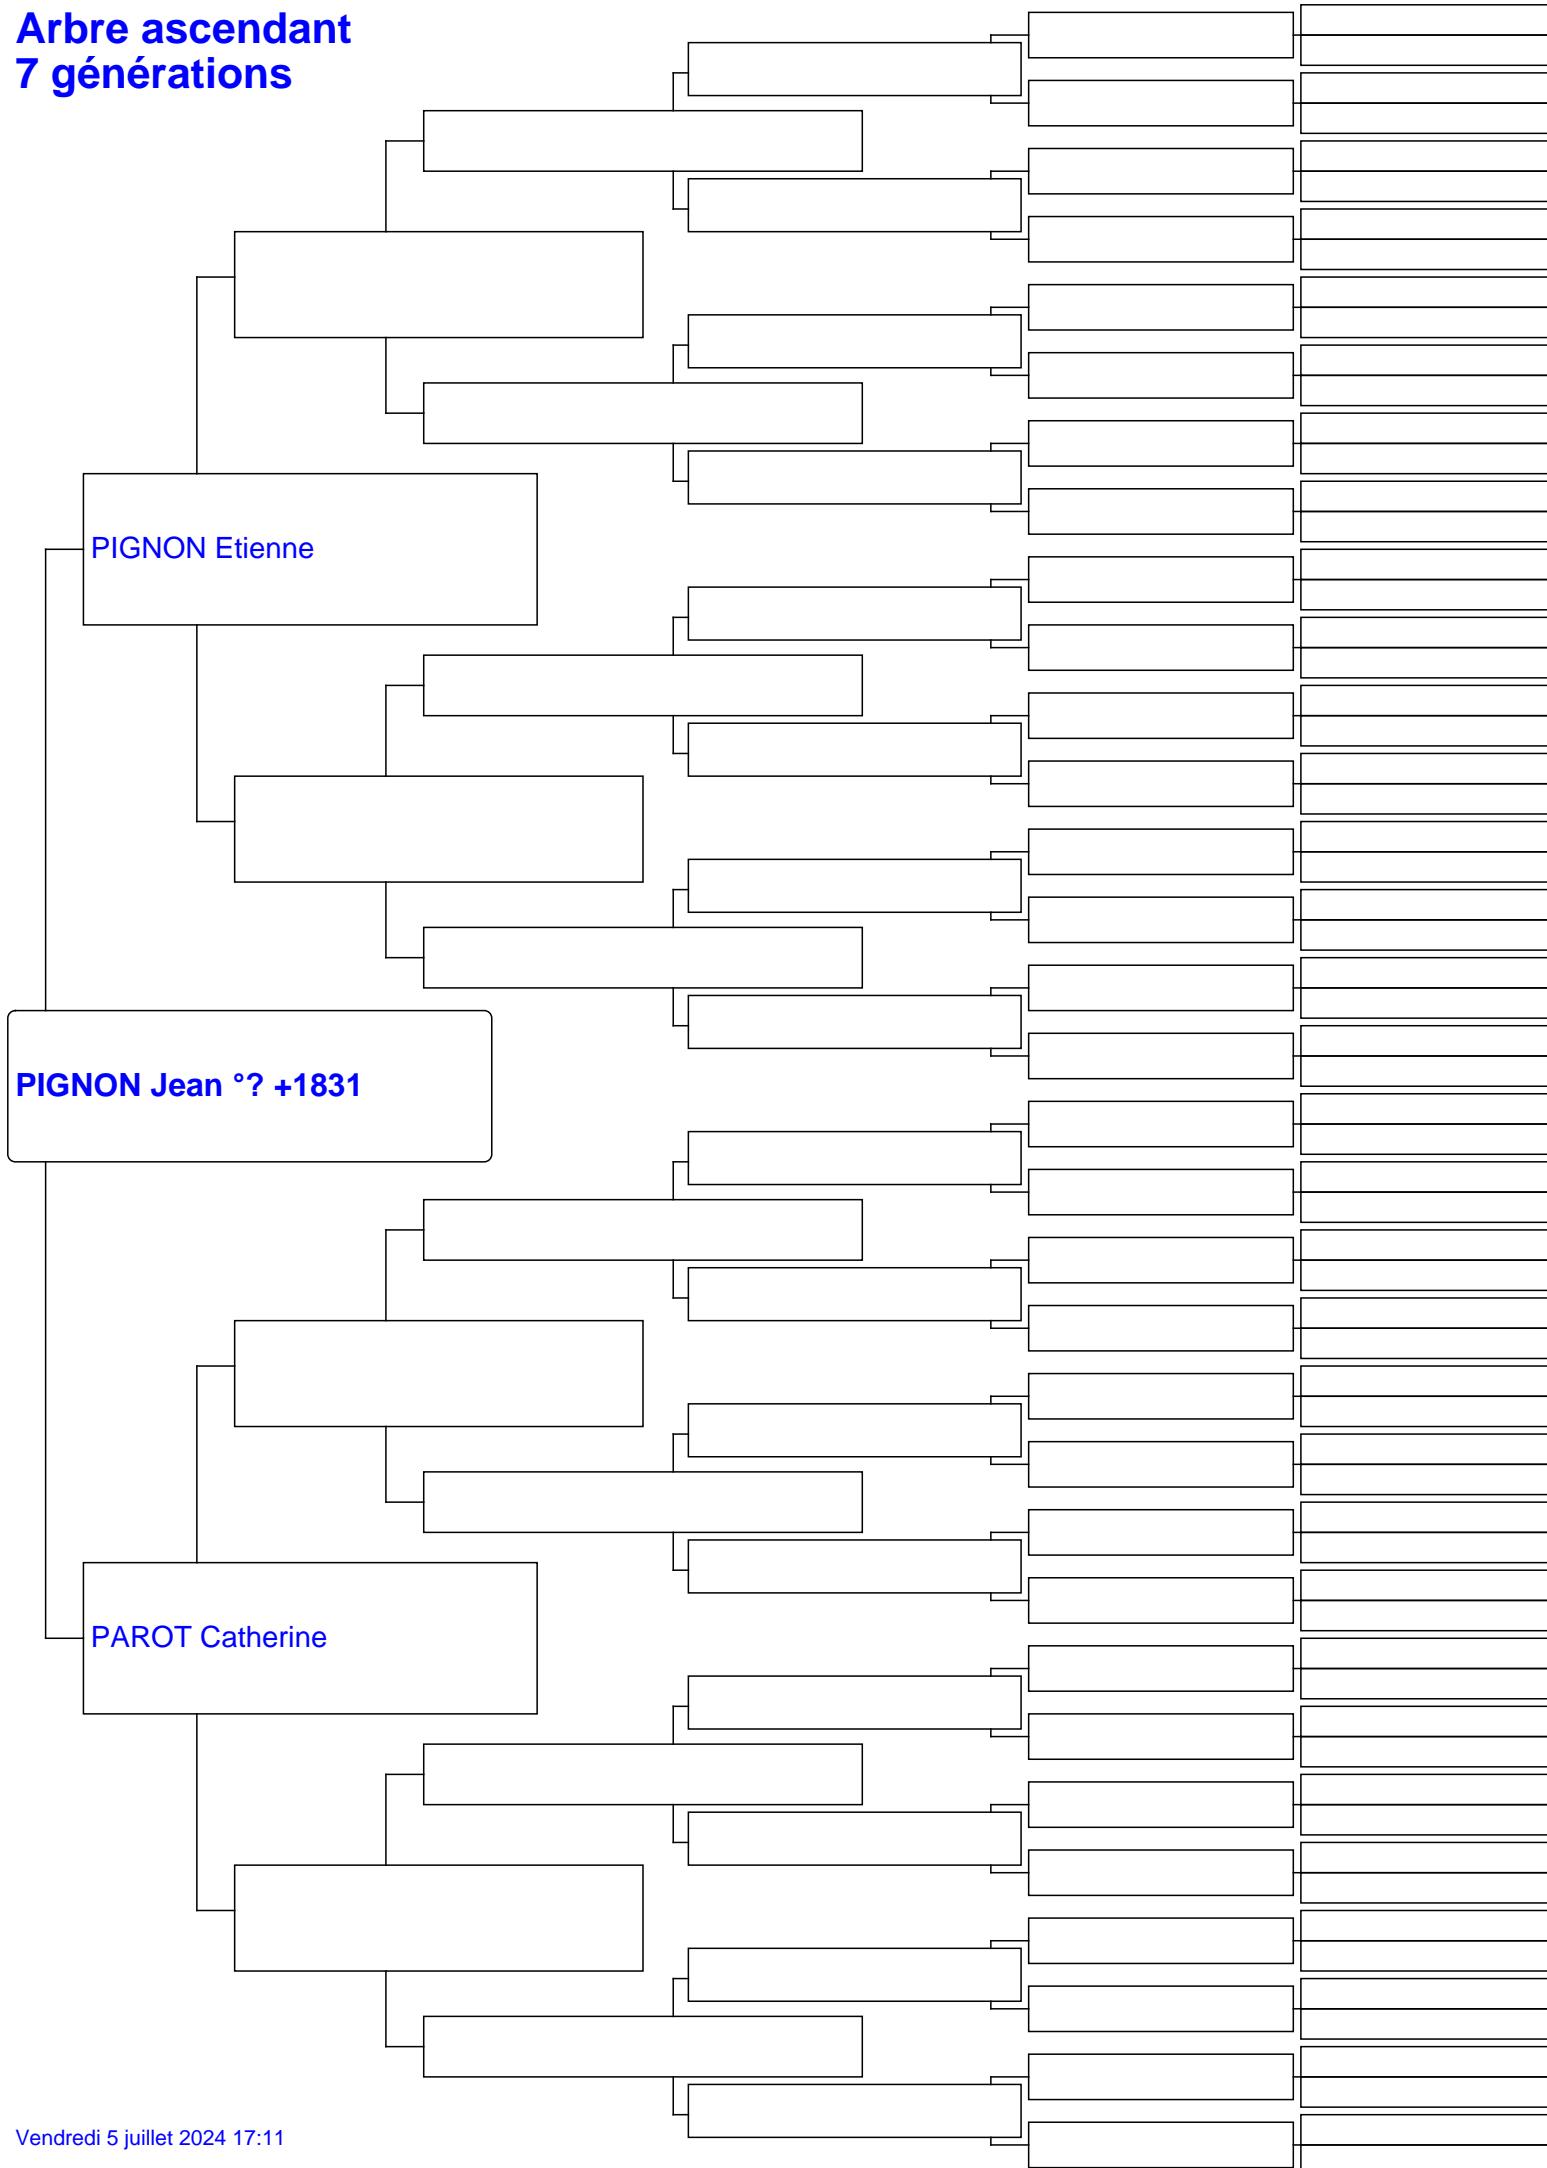 Arbre ascendant
7 générations
PIGNON Etienne
PIGNON Jean °? +1831
PAROT Catherine
Vendredi 5 juillet 2024 17:11